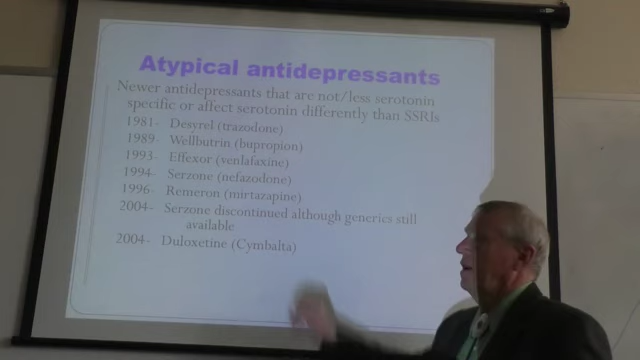 Atypical antidepressants
Newer antidepressants that are not/less serotonin
specific or affect serotonin differently than SSRIs
1981- Desyrel (trazodone)
1989- Wellbutrin (bupropion)
1993- Effexor (venlafaxine)
1994- Serzone (nefazodone)
1996- Remeron (mirtazapine)
2004- Serzone discontinued although generics still
available
2004- Duloxetine (Cymbalta)